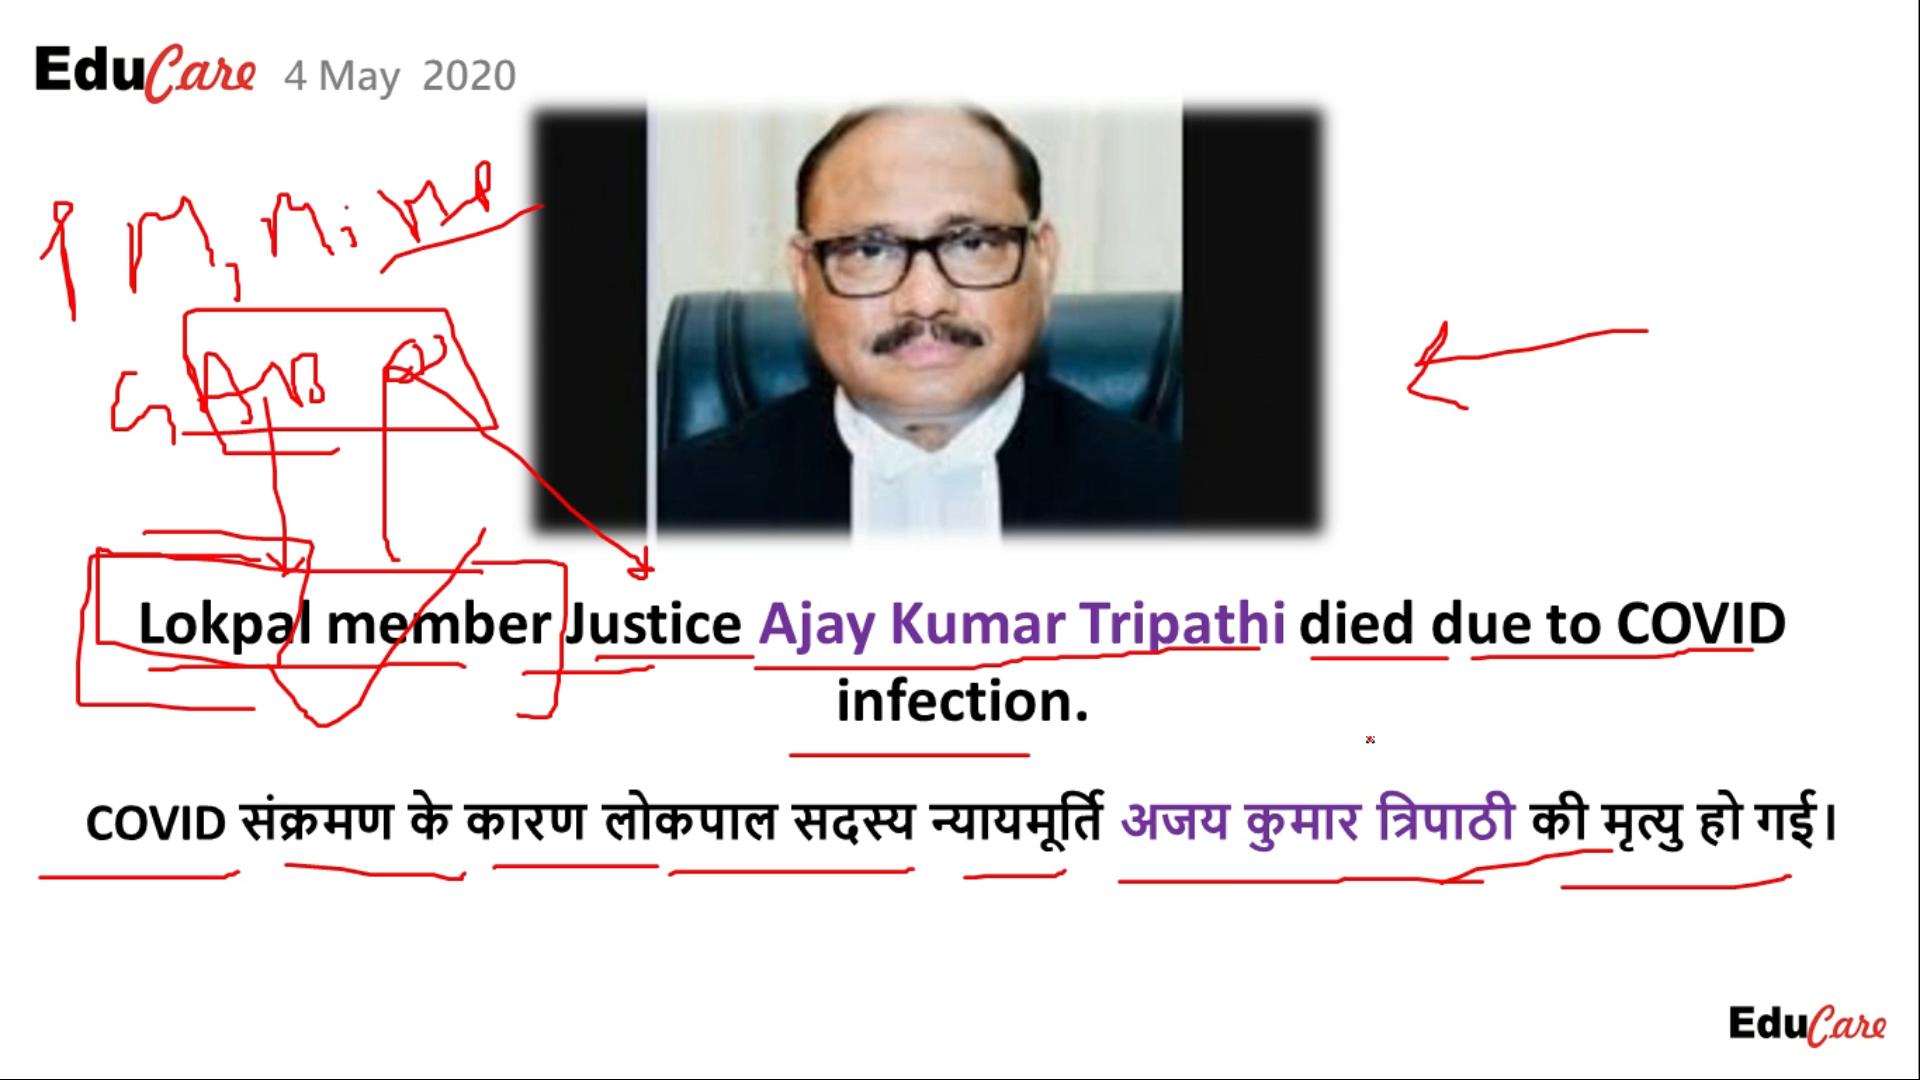 EduCare 4 May 2020
Lokpal member Justice Ajay Kumar Tripathi died due to COVID
infection.
COVID संक्रमण के कारण लोकपाल सदस्य न्यायमूर्ति अजय कुमार त्रिपाठी की मृत्यु हो गई।
EduCare